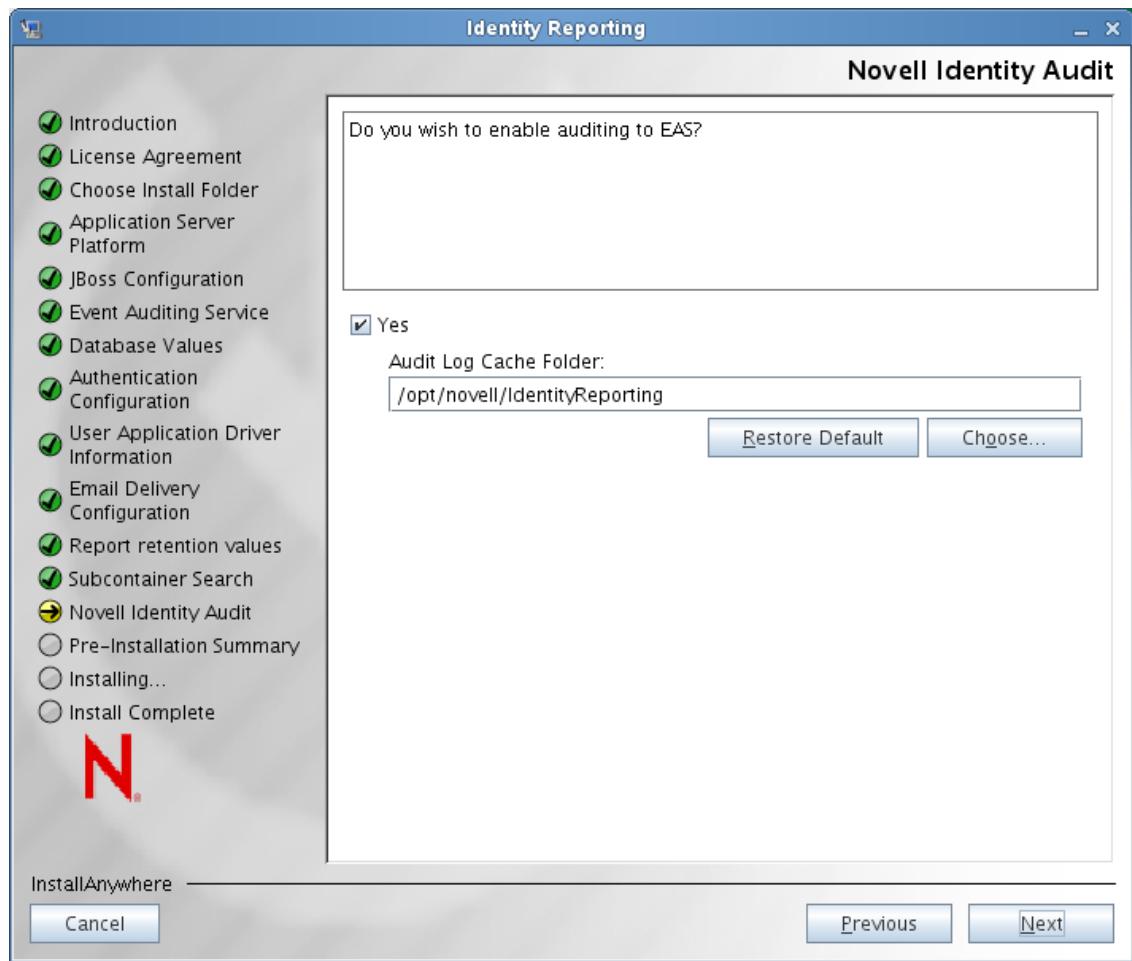 Identity Reporting
Novell Identity Audit
Introduction
License Agreement
Choose Install Folder
Application Server
Platform
JBoss Configuration
Event Auditing Service
Database Values
Authentication
Configuration
User Application Driver
Information
Email Delivery
Configuration
Report retention values
Subcontainer Search
Novell Identity Audit
Pre-Installation Summary
Installing...
Install Complete
N®
Do you wish to enable auditing to EAS?
Yes
Audit Log Cache Folder:
/opt/novell/IdentityReporting
Restore Default
Choose...
InstallAnywhere
Cancel
Previous
Next